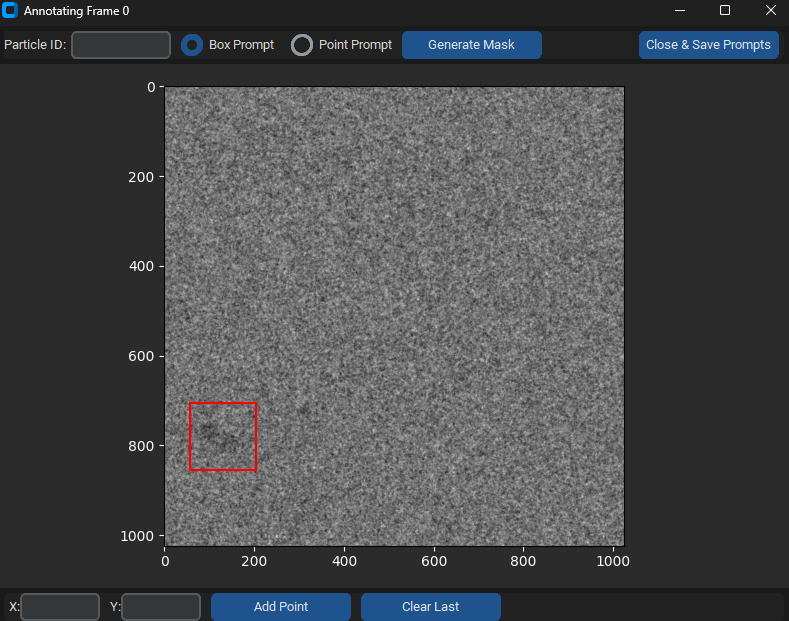 Annotating Frame 0
Particle ID: Box Prompt Point Prompt Generate Mask Close & Save Prompts
0
200
400
600
800
1000
0 200 400 600 800 1000
X: Y: Add Point Clear Last